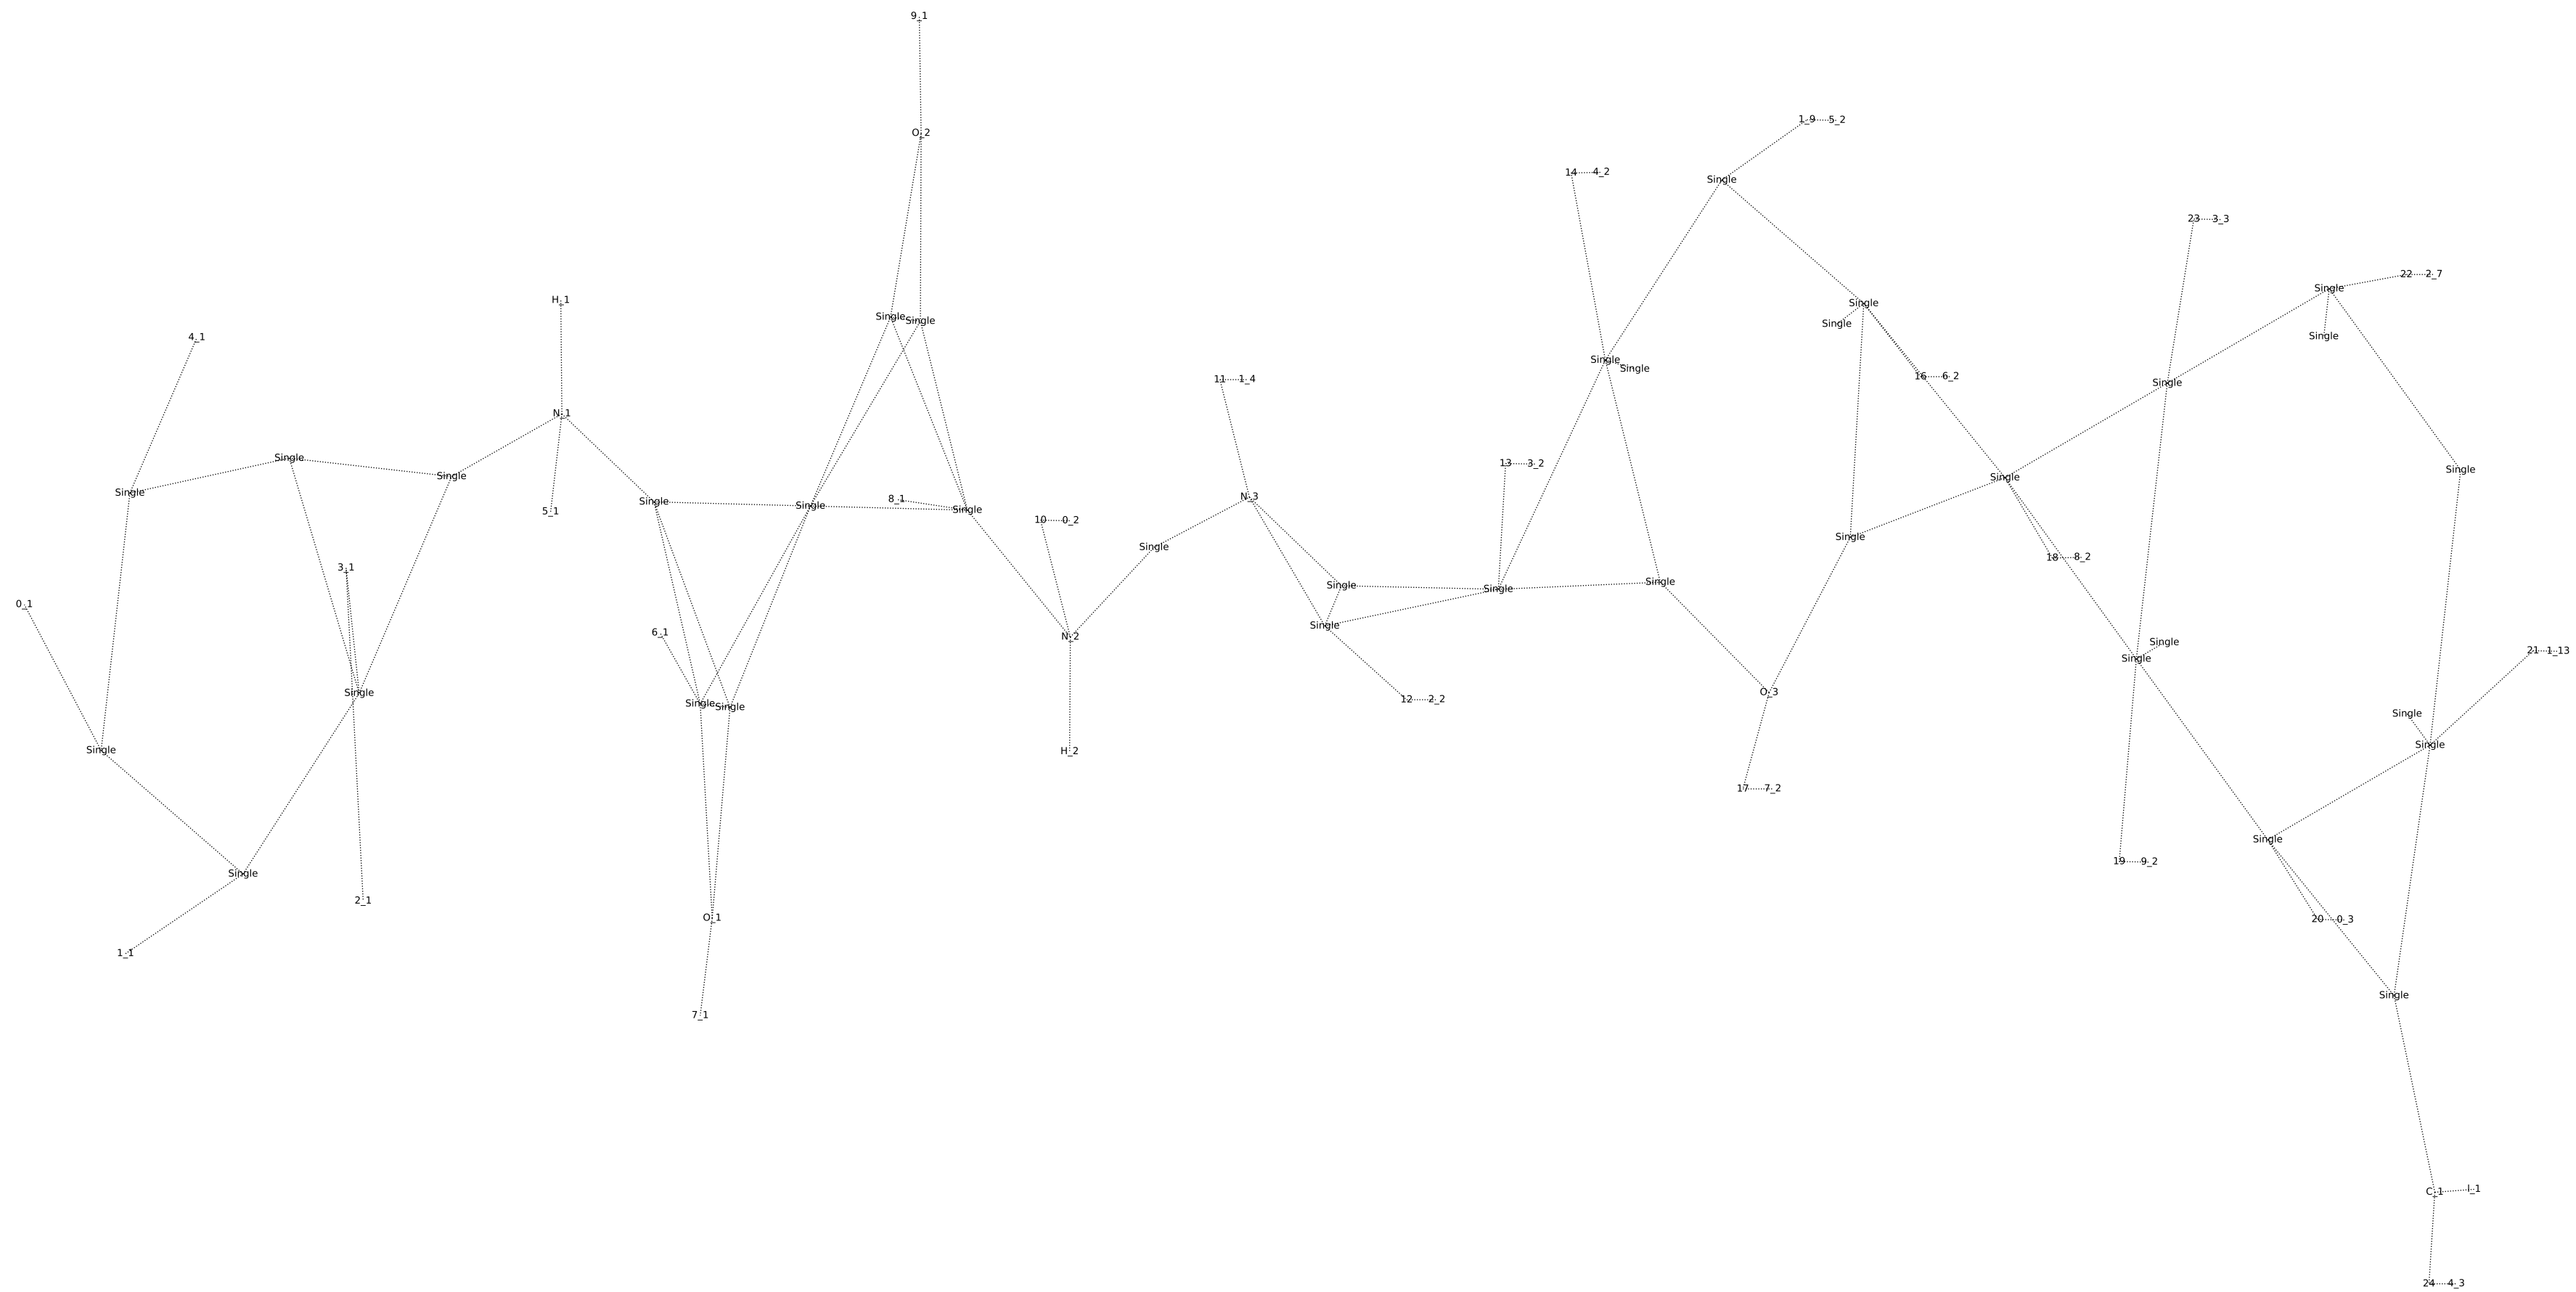 9_1
O_2
1_9 5_2
14 4_2
Single
23 3_3
22 2_7
Single
H_1
Single
Single Single
Single
4_1
Single
Single
Single
11 1_4
16 6_2
Single
N_1
Single
13 3_2
Single
Single
Single
Single
N_3
8_1
Single
Single
Single
5_1
10 0_2
Single
Single
18 8_2
3_1
Single
Single
Single
0_1
Single
6_1
N_2
Single
21 1_13
Single
Single
O_3
12 2_2
Single Single
Single
Single
Single
H_2
17 7_2
Single
19 9_2
Single
2_1
O_1
20 0_3
1_1
Single
7_1
C_1 I_1
24 4_3